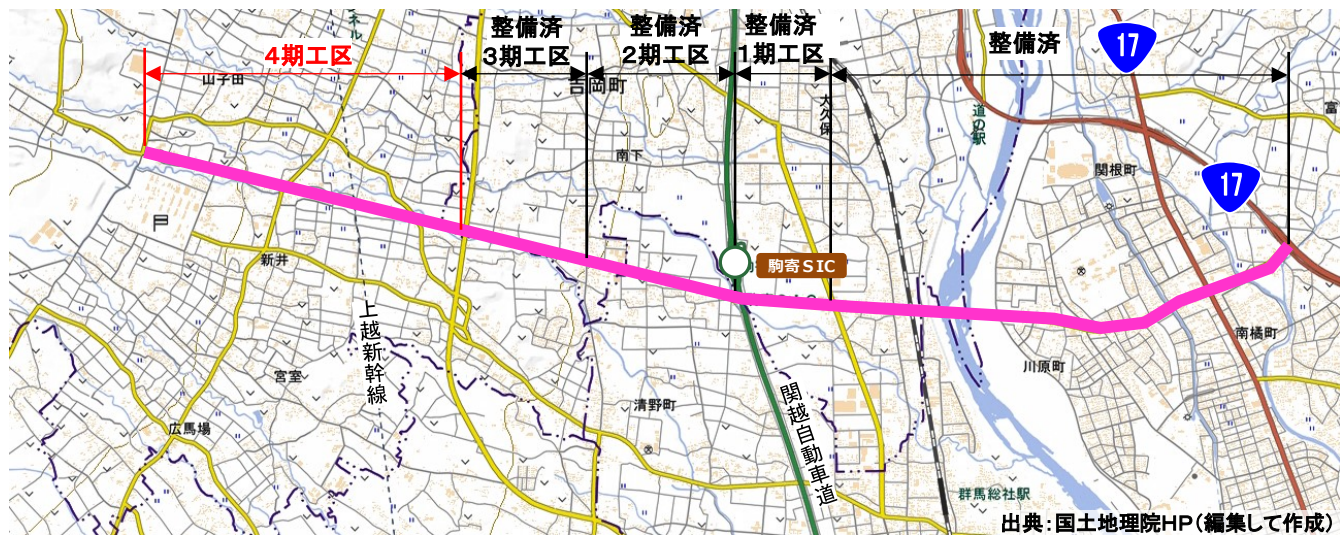 整備済
3期工区
整備済
2期工区
整備済
1期工区
整備済
4期工区
17
17
山子田
吉岡町
大久保
道の駅
富
関根町
南下
駒寄SIC
新井
上越新幹線
南橘町
川原町
宮室
清野町
関越自動車道
広馬場
群馬総社駅
出典:国土地理院HP(編集して作成)